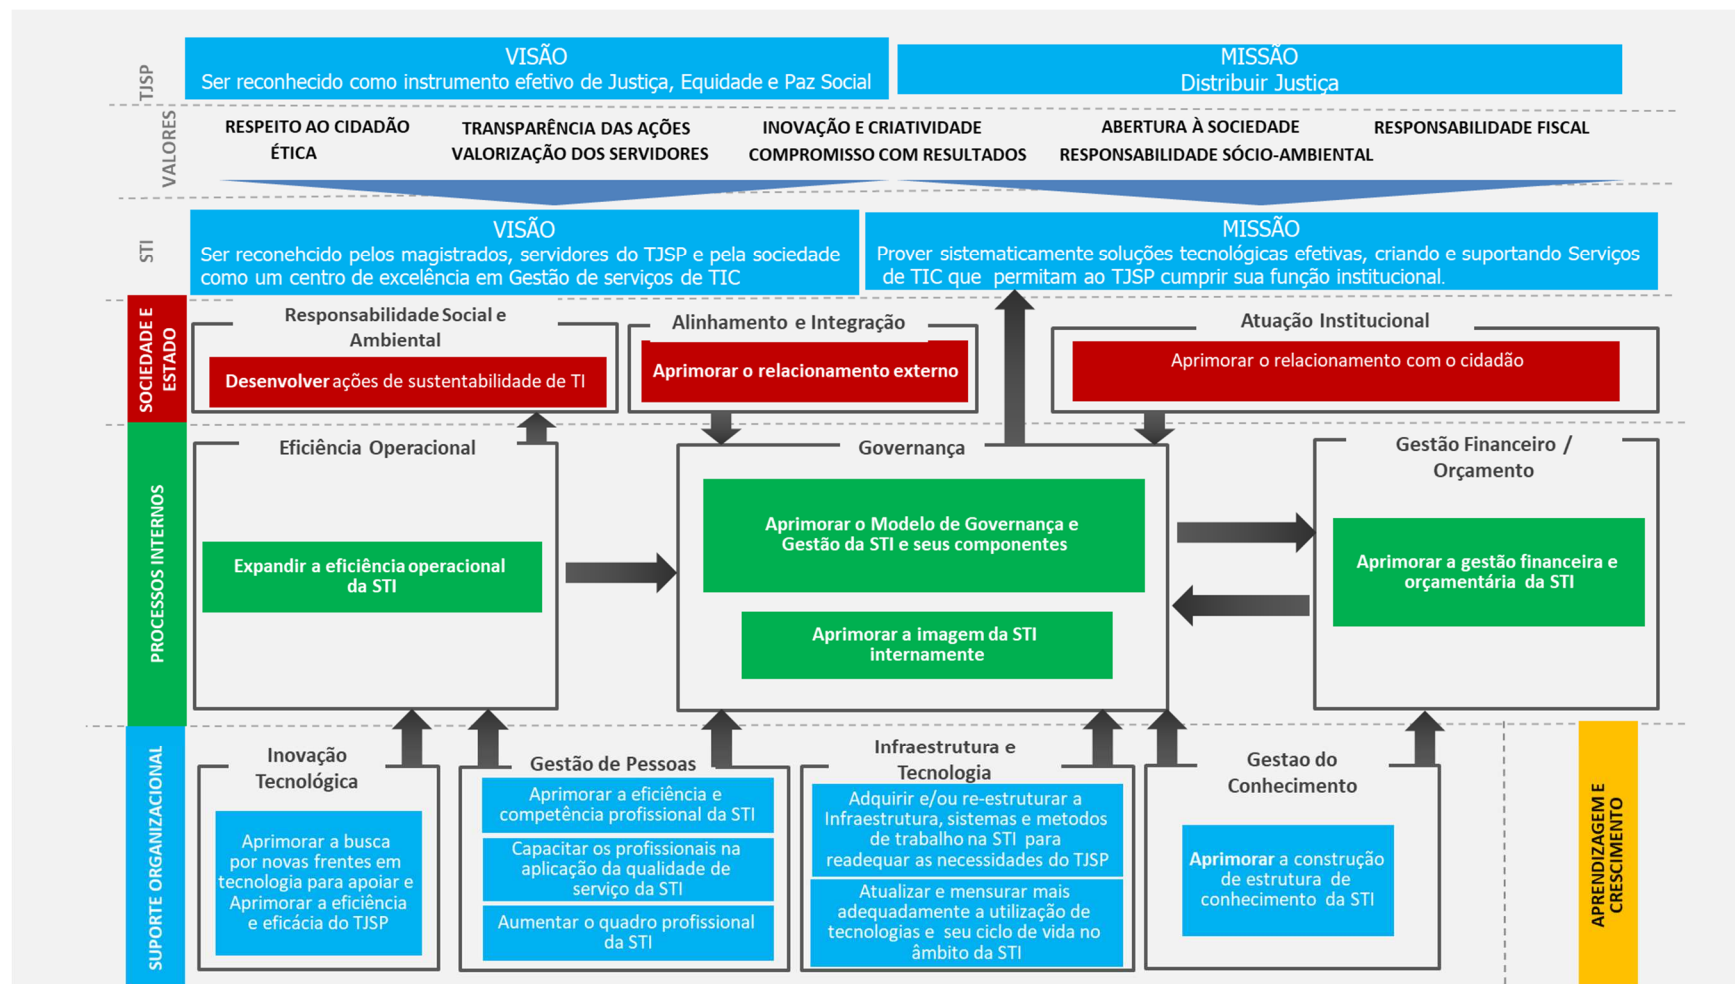 TJSP
VISÃO
Ser reconhecido como instrumento efetivo de Justiça, Equidade e Paz Social
MISSÃO
Distribuir Justiça
VALORES
RESPEITO AO CIDADÃO
ÉTICA
TRANSPARÊNCIA DAS AÇÕES
VALORIZAÇÃO DOS SERVIDORES
INOVAÇÃO E CRIATIVIDADE
COMPROMISSO COM RESULTADOS
ABERTURA À SOCIEDADE
RESPONSABILIDADE SÓCIO-AMBIENTAL
RESPONSABILIDADE FISCAL
STI
VISÃO
Ser reconehcido pelos magistrados, servidores do TJSP e pela sociedade
como um centro de excelência em Gestão de serviços de TIC
MISSÃO
Prover sistematicamente soluções tecnológicas efetivas, criando e suportando Serviços
de TIC que permitam ao TJSP cumprir sua função institucional.
SOCIEDADE E
ESTADO
Responsabilidade Social e
Ambiental
Desenvolver ações de sustentabilidade de TI
Alinhamento e Integração
Aprimorar o relacionamento externo
Atuação Institucional
Aprimorar o relacionamento com o cidadão
PROCESSOS INTERNOS
Eficiência Operacional
Expandir a eficiência operacional
da STI
Governança
Aprimorar o Modelo de Governança e
Gestão da STI e seus componentes
Aprimorar a imagem da STI
internamente
Gestão Financeiro /
Orçamento
Aprimorar a gestão financeira e
orçamentária da STI
SUPORTE ORGANIZACIONAL
Inovação
Tecnológica
Aprimorar a busca
por novas frentes em
tecnologia para apoiar e
Aprimorar a eficiência
e eficácia do TJSP
Gestão de Pessoas
Aprimorar a eficiência e
competência profissional da STI
Capacitar os profissionais na
aplicação da qualidade de
serviço da STI
Aumentar o quadro profissional
da STI
Infraestrutura e
Tecnologia
Adquirir e/ou re-estruturar a
Infraestrutura, sistemas e metodos
de trabalho na STI para
readequar as necessidades do TJSP
Atualizar e mensurar mais
adequadamente a utilização de
tecnologias e seu ciclo de vida no
âmbito da STI
Gestao do
Conhecimento
Aprimorar a construção
de estrutura de
conhecimento da STI
APRENDIZAGEM E
CRESCIMENTO